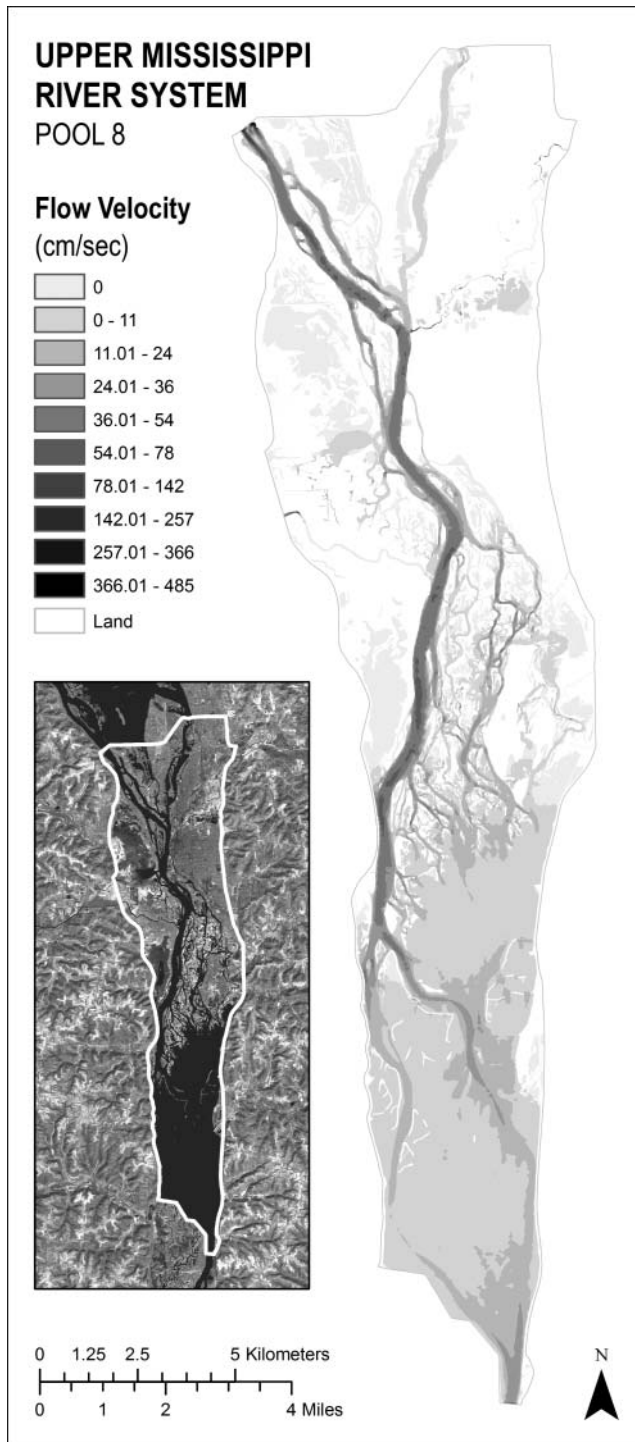 UPPER MISSISSIPPI
RIVER SYSTEM
POOL 8
Flow Velocity
(cm/sec)
0
0 - 11
11.01 - 24
24.01 - 36
36.01 - 54
54.01 - 78
78.01 - 142
142.01 - 257
257.01 - 366
366.01 - 485
Land
0 1.25 2.5 5 Kilometers
0 1 2 4 Miles
N